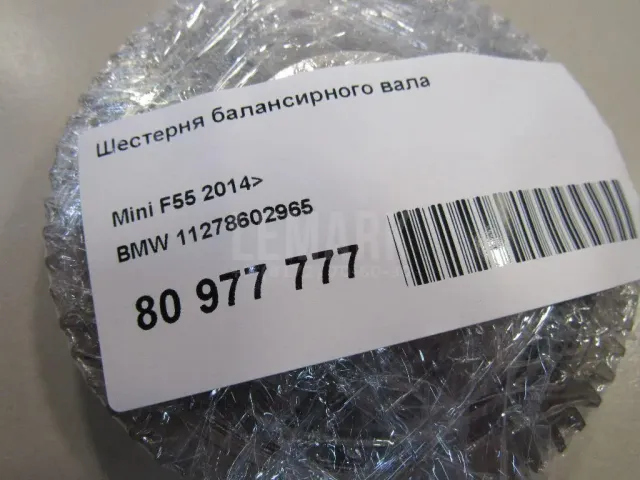 Шестерня балансирного вала
Mini F55 2014>
BMW 11278602965
80 977 777